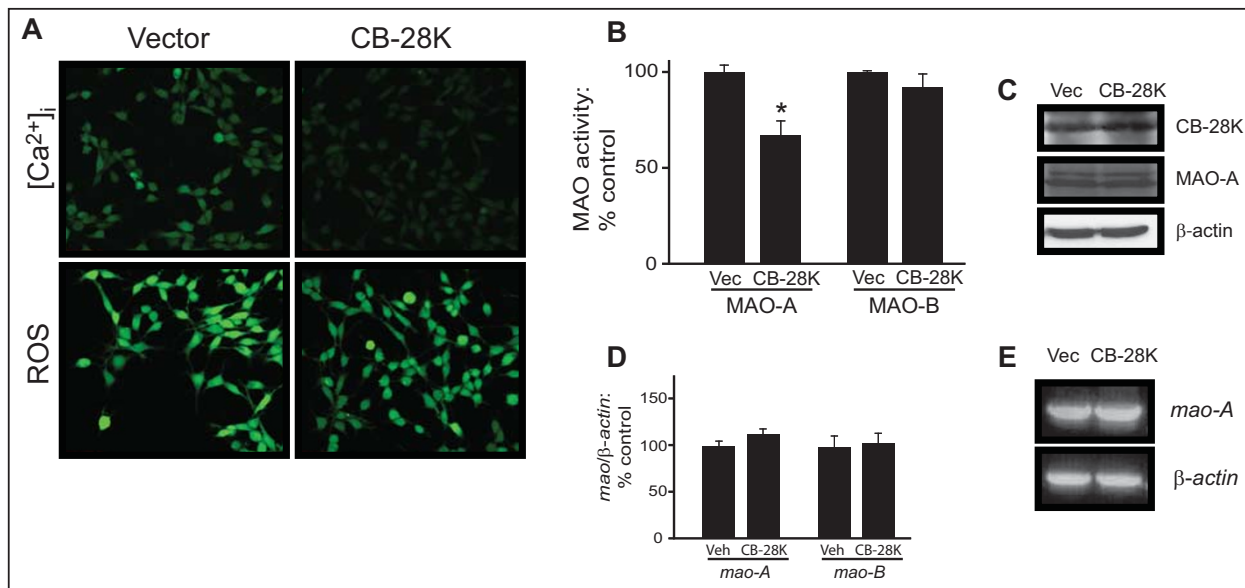 A
Vector CB-28K
[Ca²⁺]i
ROS
B
MAO activity:
% control
100
50
0
*
Vec CB-28K Vec CB-28K
MAO-A MAO-B
C
Vec CB-28K
CB-28K
MAO-A
β-actin
D
mao/β-actin:
% control
150
100
50
0
Veh CB-28K Veh CB-28K
mao-A mao-B
E
Vec CB-28K
mao-A
β-actin